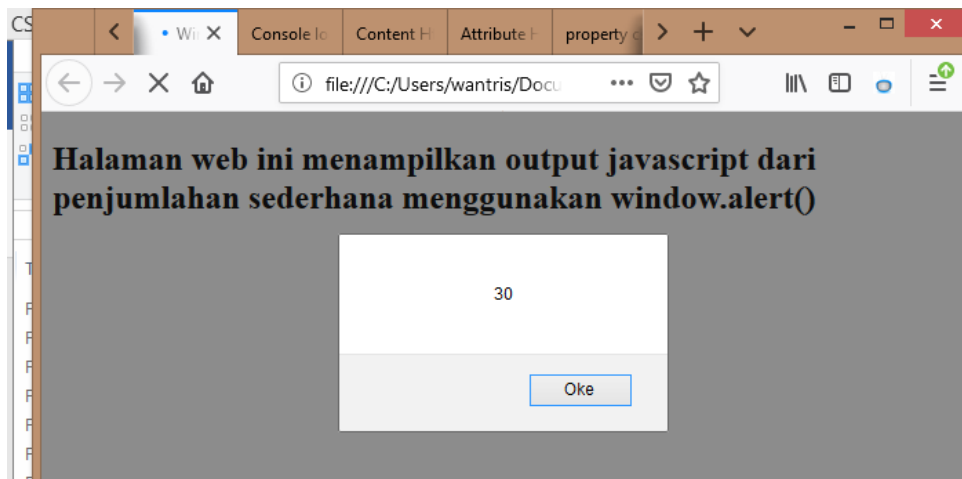 CS
Wi
Console lo
Content H
Attribute H
property
file:///C:/Users/wantris/Docu
Halaman web ini menampilkan output javascript dari
penjumlahan sederhana menggunakan window.alert()
30
Oke
T
F
F
F
F
F
F